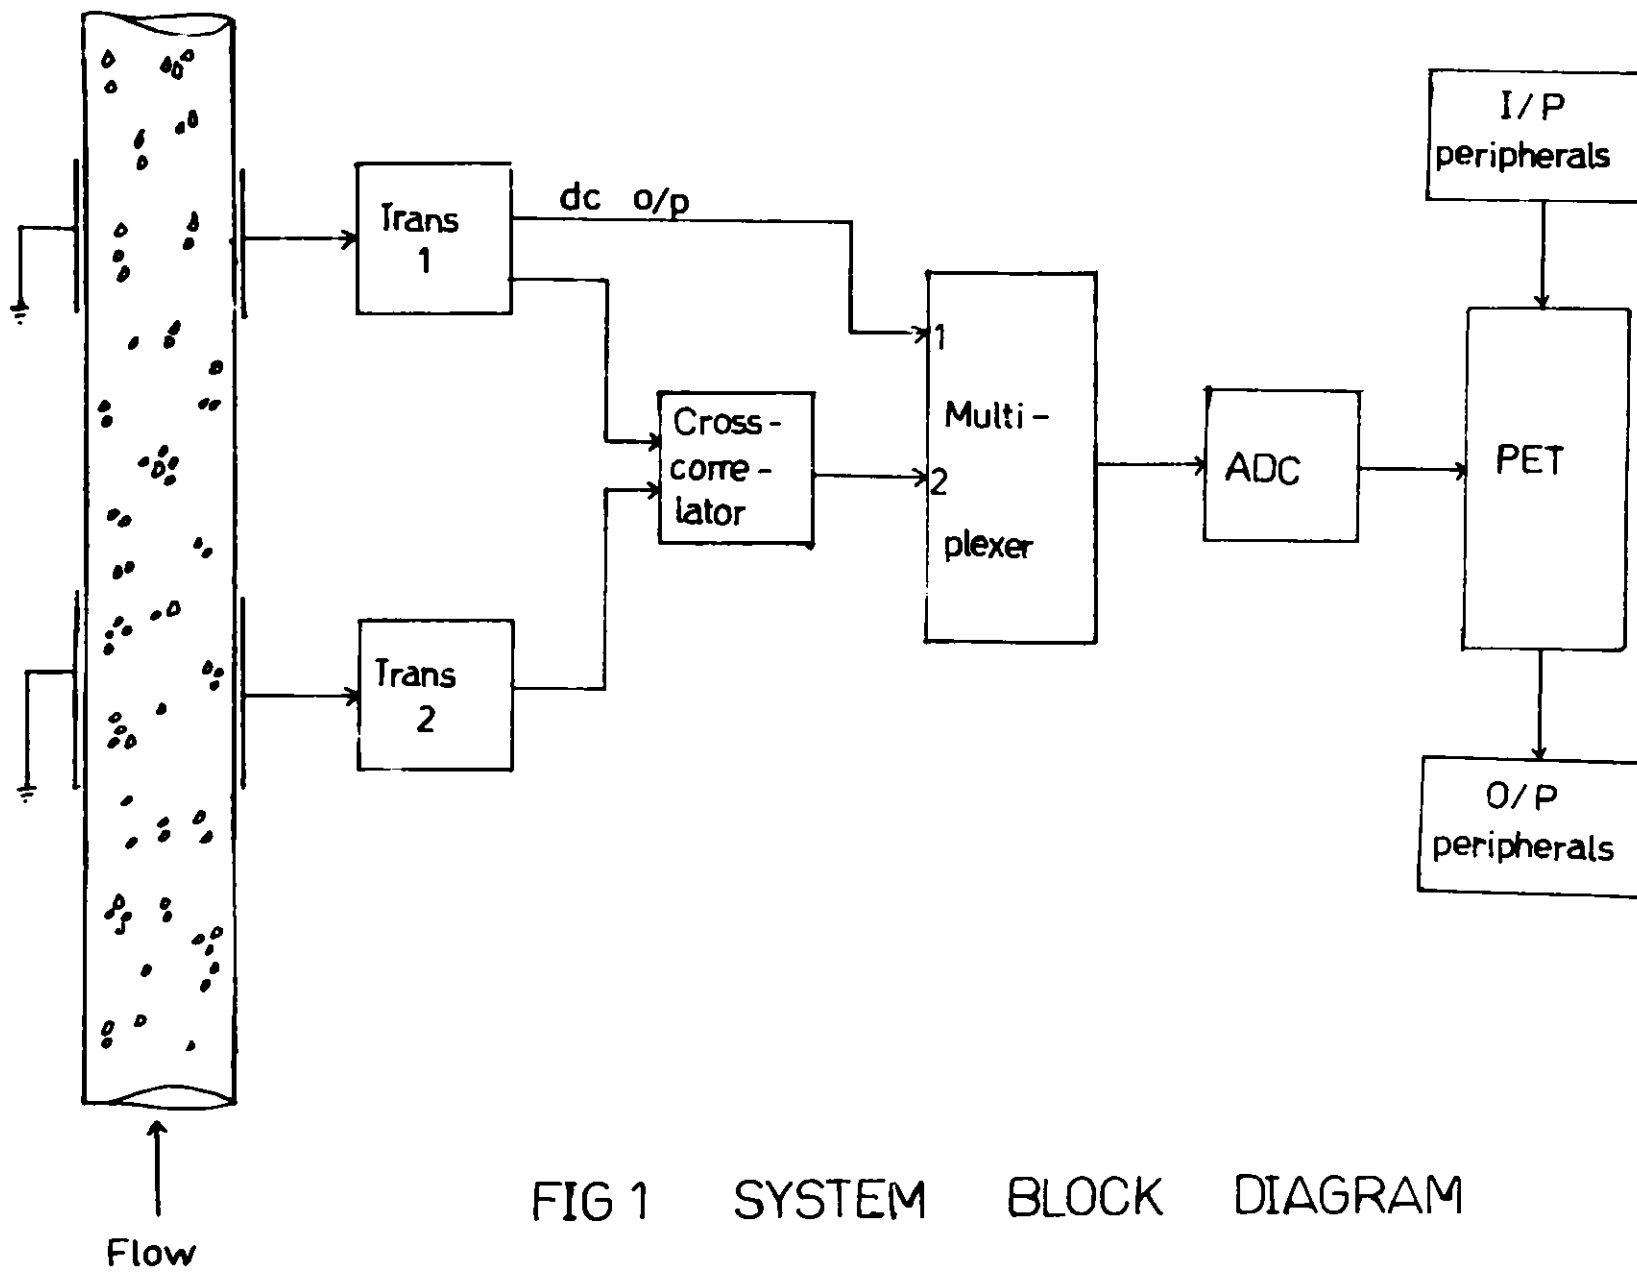 I/P
peripherals
dc o/p
Trans
1
1
Cross-
corre-
lator
Multi-
2
plexer
ADC
PET
Trans
2
O/P
peripherals
FIG 1 SYSTEM BLOCK DIAGRAM
Flow